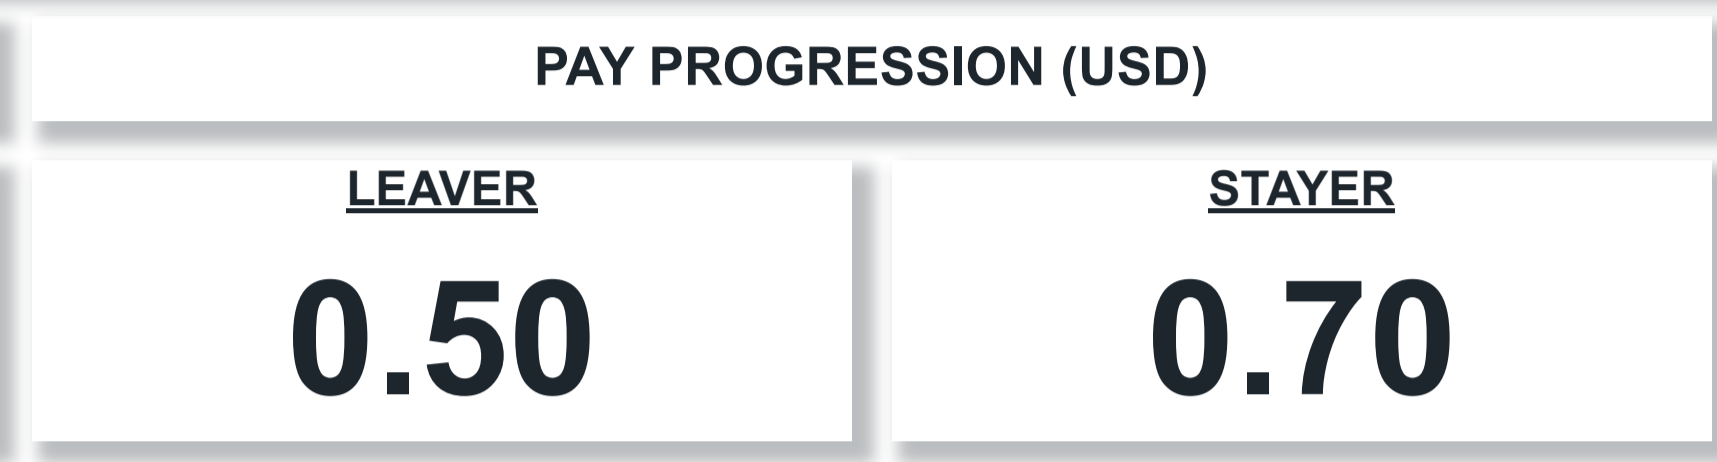 PAY PROGRESSION (USD)
LEAVER
STAYER
0.50
0.70